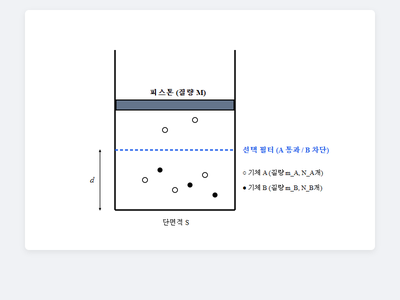 피스톤 (질량 M)
선택 필터 (A 통과 / B 차단)
d
○ 기체 A (질량 m_A, N_A개)
● 기체 B (질량 m_B, N_B개)
단면적 S